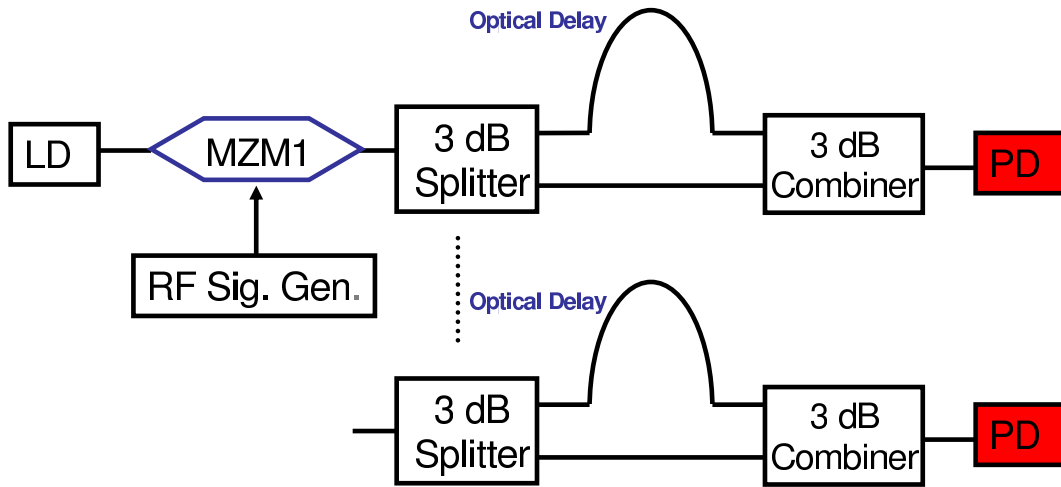 Optical Delay
LD
MZM1
3 dB
Splitter
3 dB
Combiner
PD
RF Sig. Gen.
Optical Delay
3 dB
Splitter
3 dB
Combiner
PD